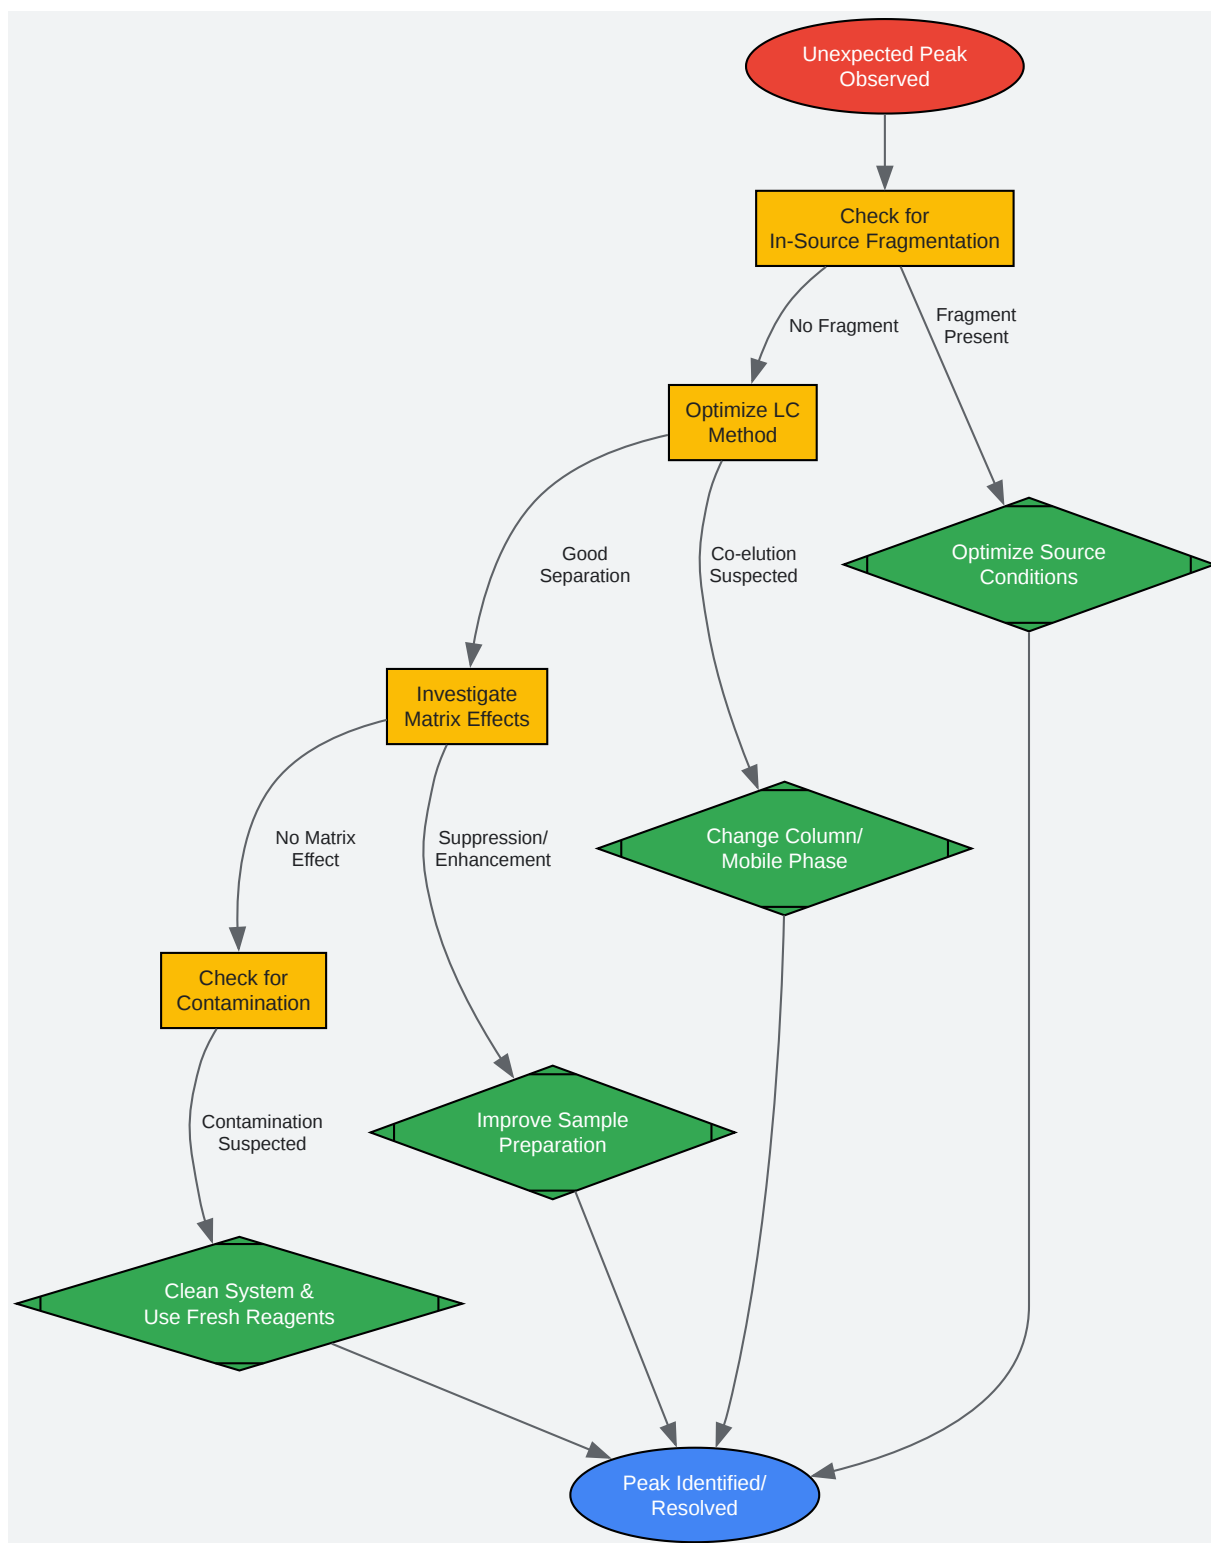 Unexpected Peak
Observed
Check for
In-Source Fragmentation
No Fragment
Fragment
Present
Optimize LC
Method
Good
Separation
Co-elution
Suspected
Optimize Source
Conditions
Investigate
Matrix Effects
No Matrix
Effect
Suppression/
Enhancement
Change Column/
Mobile Phase
Check for
Contamination
Contamination
Suspected
Improve Sample
Preparation
Clean System &
Use Fresh Reagents
Peak Identified/
Resolved